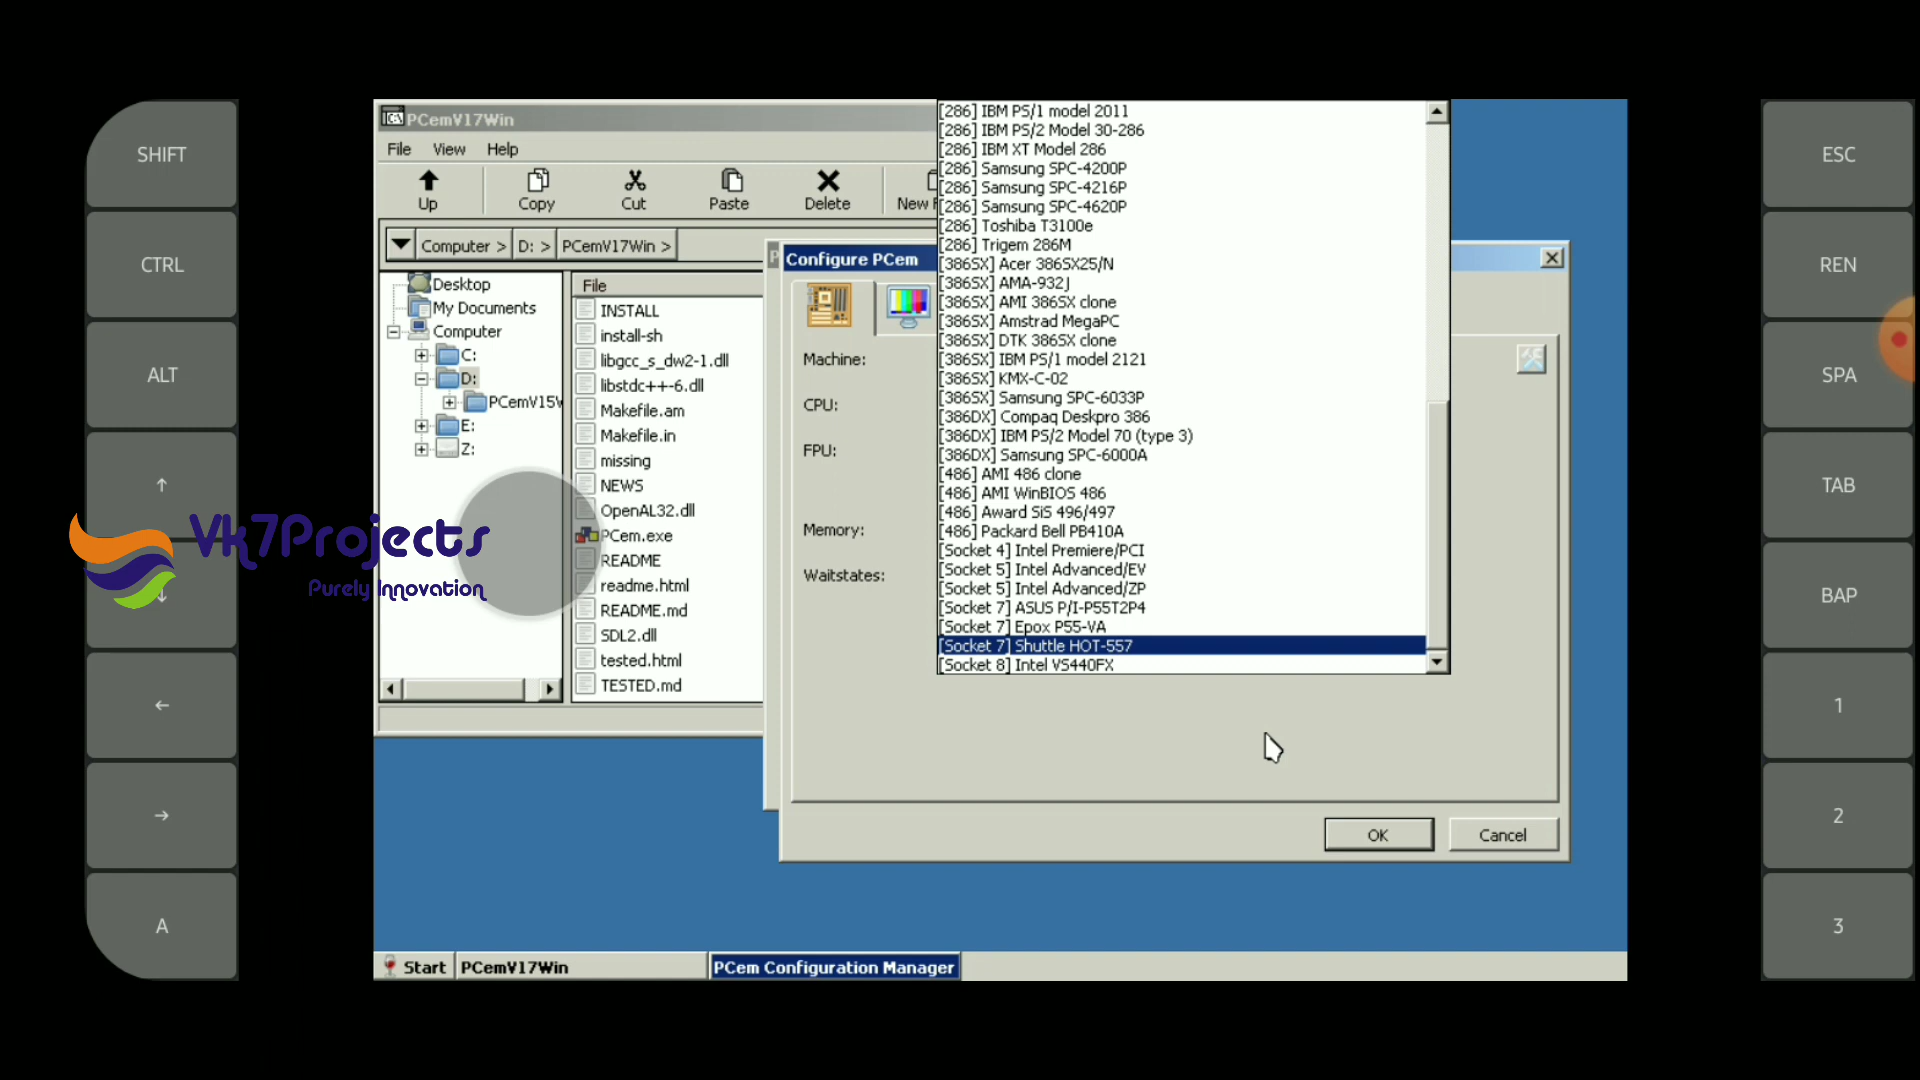 SHIFT
CTRL
ALT
↑
↓
←
→
A
Vk7Projects
Purely Innovation
PCemV17Win
File View Help
Up Copy Cut Paste Delete New F
Computer > D: > PCemV17Win >
Desktop
My Documents
Computer
C:
D:
PCemV15W
E:
Z:
File
INSTALL
install-sh
libgcc_s_dw2-1.dll
libstdc++-6.dll
Makefile.am
Makefile.in
missing
NEWS
OpenAL32.dll
PCem.exe
README
readme.html
README.md
SDL2.dll
tested.html
TESTED.md
P
Configure PCem
Machine:
CPU:
FPU:
Memory:
Waitstates:
[286] IBM PS/1 model 2011
[286] IBM PS/2 Model 30-286
[286] IBM XT Model 286
[286] Samsung SPC-4200P
[286] Samsung SPC-4216P
[286] Samsung SPC-4620P
[286] Toshiba T3100e
[286] Trigem 286M
[386SX] Acer 386SX25/N
[386SX] AMA-932J
[386SX] AMI 386SX clone
[386SX] Amstrad MegaPC
[386SX] DTK 386SX clone
[386SX] IBM PS/1 model 2121
[386SX] KMX-C-02
[386SX] Samsung SPC-6033P
[386DX] Compaq Deskpro 386
[386DX] IBM PS/2 Model 70 (type 3)
[386DX] Samsung SPC-6000A
[486] AMI 486 clone
[486] AMI WinBIOS 486
[486] Award SiS 496/497
[486] Packard Bell PB410A
[Socket 4] Intel Premiere/PCI
[Socket 5] Intel Advanced/EV
[Socket 5] Intel Advanced/ZP
[Socket 7] ASUS P/I-P55T2P4
[Socket 7] Epox P55-VA
[Socket 7] Shuttle HOT-557
[Socket 8] Intel VS440FX
OK Cancel
Start PCemV17Win PCem Configuration Manager
ESC
REN
SPA
TAB
BAP
1
2
3